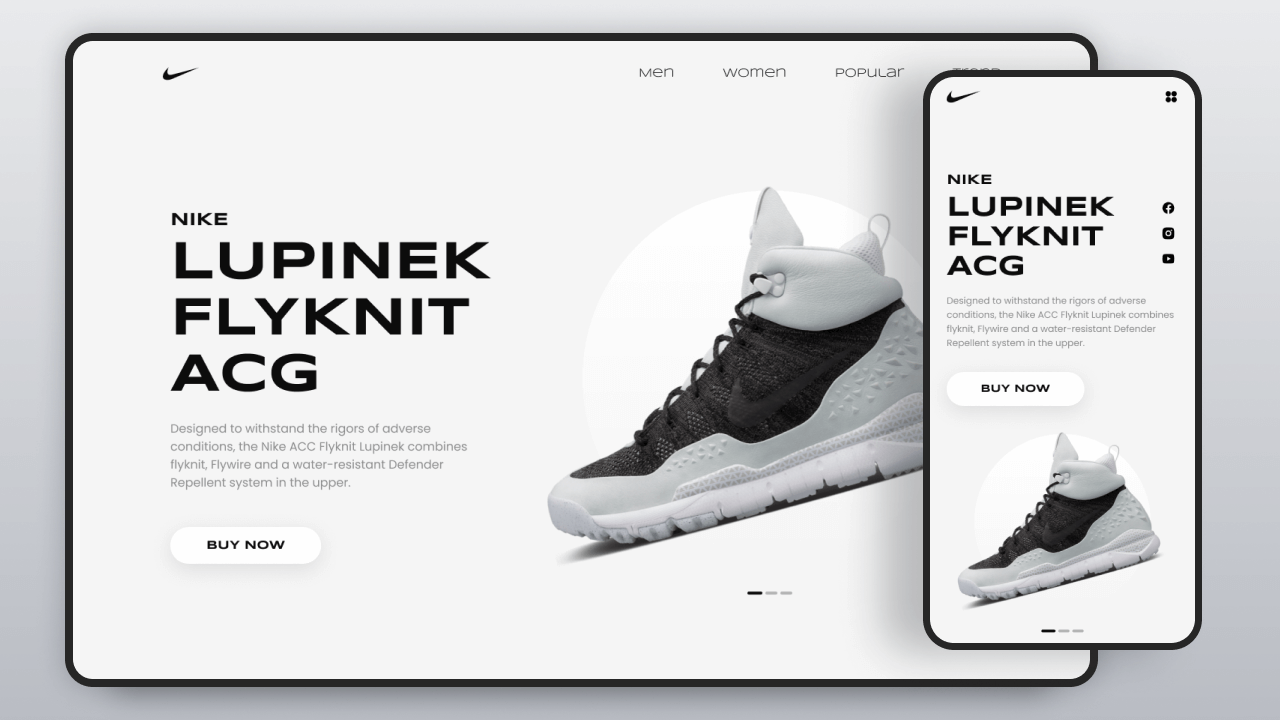 Men Women Popular
NIKE
LUPINEK
FLYKNIT
ACG
Designed to withstand the rigors of adverse
conditions, the Nike ACC Flyknit Lupinek combines
flyknit, Flywire and a water-resistant Defender
Repellent system in the upper.
BUY NOW
NIKE
LUPINEK
FLYKNIT
ACG
Designed to withstand the rigors of adverse
conditions, the Nike ACC Flyknit Lupinek combines
flyknit, Flywire and a water-resistant Defender
Repellent system in the upper.
BUY NOW